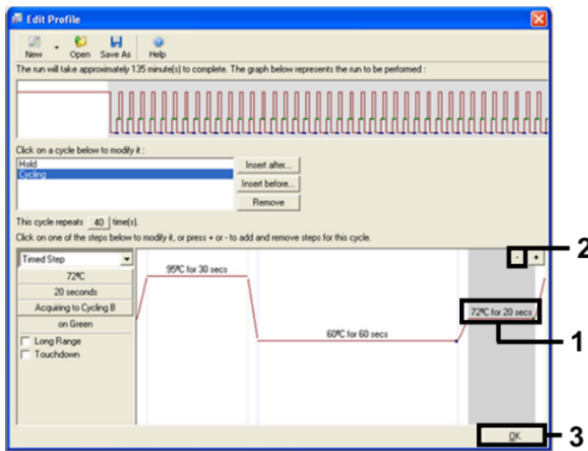 Edit Profile
New Open Save As Help
The run will take approximately 135 minute(s) to complete. The graph below represents the run to be performed :
Click on a cycle below to modify it :
Hold
Cycling
Insert after...
Insert before...
Remove
This cycle repeats 40 time(s).
Click on one of the steps below to modify it, or press + or - to add and remove steps for this cycle.
Timed Step
72ºC
20 seconds
Acquiring to Cycling B
on Green
Long Range
Touchdown
95ºC for 30 secs
60ºC for 60 secs
72ºC for 20 secs
- +
2
1
OK
3